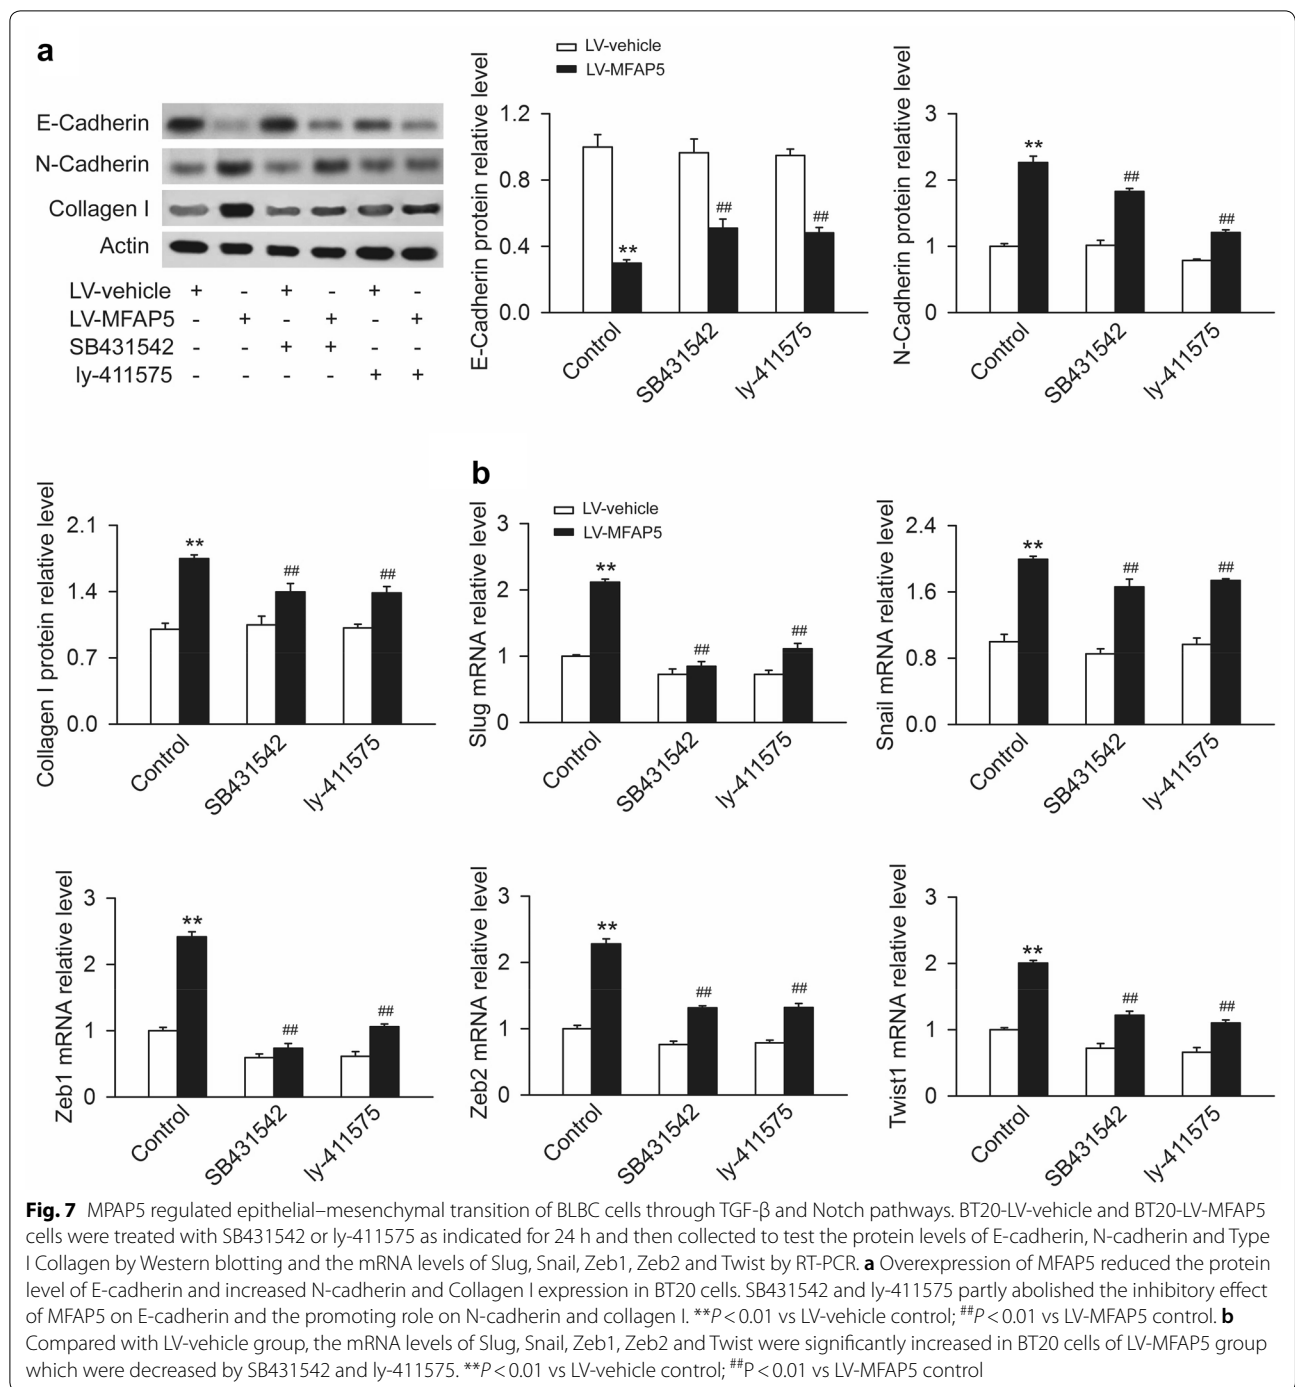 a
E-Cadherin
N-Cadherin
Collagen I
Actin
LV-vehicle + - + - + -
LV-MFAP5 - + - + - +
SB431542 - - + + - -
ly-411575 - - - - + +
LV-vehicle
LV-MFAP5
E-Cadherin protein relative level
1.2
0.8
0.4
0.0
**
##
##
Control
SB431542
ly-411575
N-Cadherin protein relative level
3
2
1
0
**
##
##
Control
SB431542
ly-411575
Collagen I protein relative level
2.1
1.4
0.7
0.0
**
##
##
Control
SB431542
ly-411575
b
LV-vehicle
LV-MFAP5
Slug mRNA relative level
3
2
1
0
**
##
##
Control
SB431542
ly-411575
Snail mRNA relative level
2.4
1.6
0.8
0.0
**
##
##
Control
SB431542
ly-411575
Zeb1 mRNA relative level
3
2
1
0
**
##
##
Control
SB431542
ly-411575
Zeb2 mRNA relative level
3
2
1
0
**
##
##
Control
SB431542
ly-411575
Twist1 mRNA relative level
3
2
1
0
**
##
##
Control
SB431542
ly-411575
Fig. 7 MPAP5 regulated epithelial–mesenchymal transition of BLBC cells through TGF-β and Notch pathways. BT20-LV-vehicle and BT20-LV-MFAP5
cells were treated with SB431542 or ly-411575 as indicated for 24 h and then collected to test the protein levels of E-cadherin, N-cadherin and Type
I Collagen by Western blotting and the mRNA levels of Slug, Snail, Zeb1, Zeb2 and Twist by RT-PCR. a Overexpression of MFAP5 reduced the protein
level of E-cadherin and increased N-cadherin and Collagen I expression in BT20 cells. SB431542 and ly-411575 partly abolished the inhibitory effect
of MFAP5 on E-cadherin and the promoting role on N-cadherin and collagen I. **P < 0.01 vs LV-vehicle control; ##P < 0.01 vs LV-MFAP5 control. b
Compared with LV-vehicle group, the mRNA levels of Slug, Snail, Zeb1, Zeb2 and Twist were significantly increased in BT20 cells of LV-MFAP5 group
which were decreased by SB431542 and ly-411575. **P < 0.01 vs LV-vehicle control; ##P < 0.01 vs LV-MFAP5 control